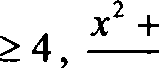 ≥ 4 , x² +